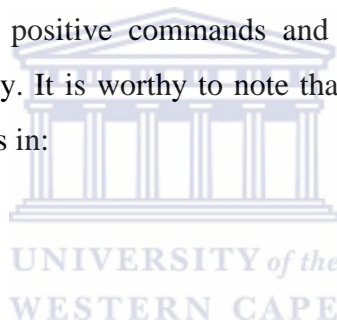 positive commands and
y. It is worthy to note tha
s in:
UNIVERSITY of the
WESTERN CAPE